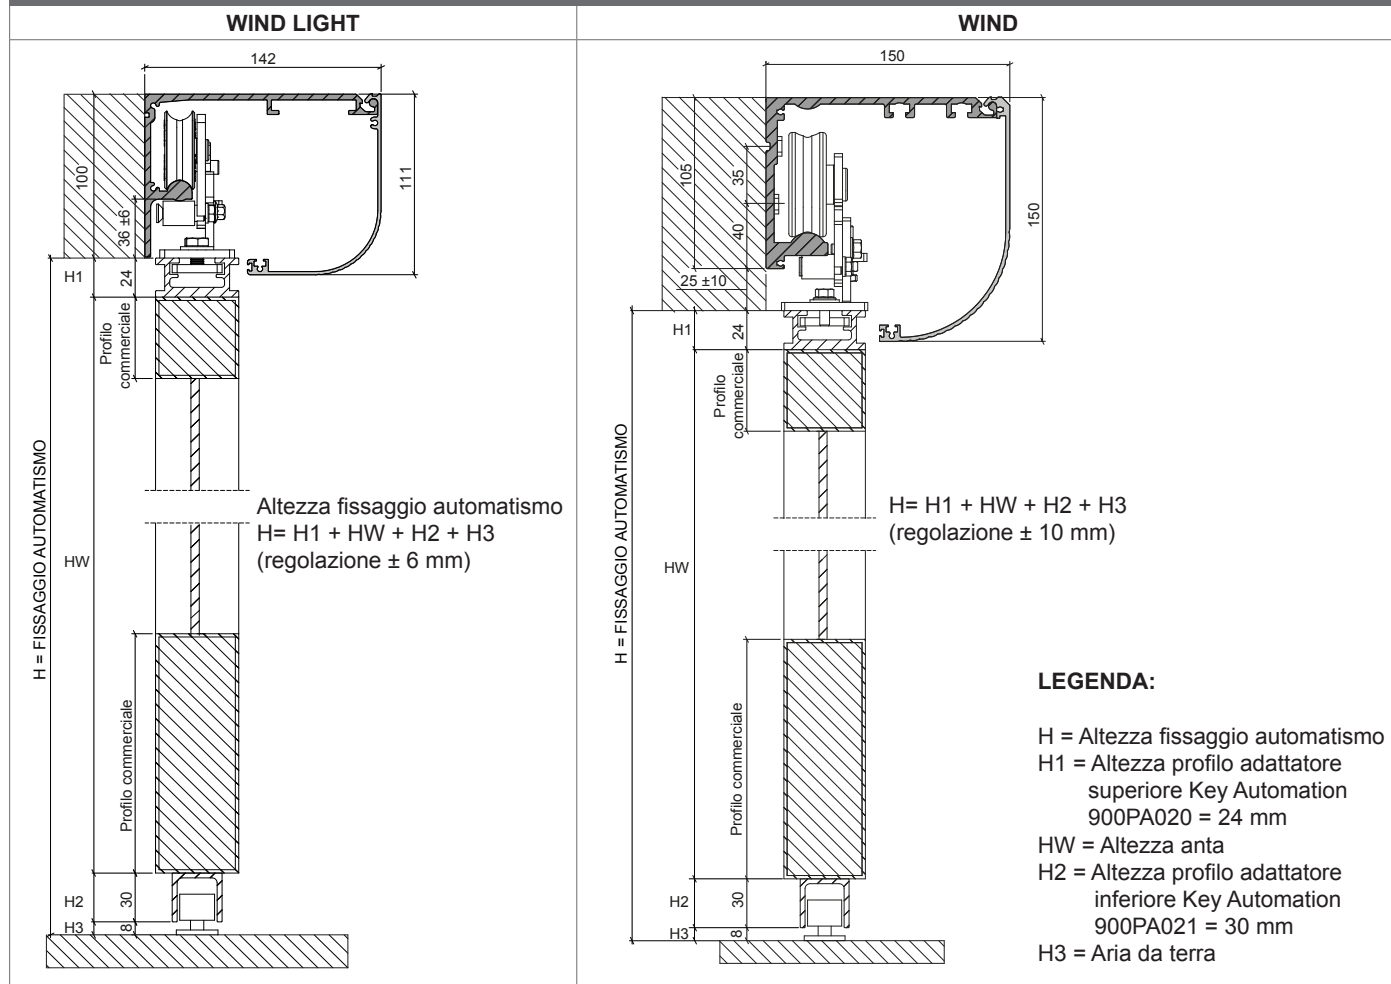 WIND LIGHT
142
100
111
36 ±6
H1
24
Profilo
commerciale
H = FISSAGGIO AUTOMATISMO
Altezza fissaggio automatismo
H= H1 + HW + H2 + H3
(regolazione ± 6 mm)
HW
Profilo commerciale
H2
30
H3
8
WIND
150
105
35
40
150
25 ±10
H1
24
Profilo
commerciale
H = FISSAGGIO AUTOMATISMO
H= H1 + HW + H2 + H3
(regolazione ± 10 mm)
HW
Profilo commerciale
H2
30
H3
8
LEGENDA:
H = Altezza fissaggio automatismo
H1 = Altezza profilo adattatore
superiore Key Automation
900PA020 = 24 mm
HW = Altezza anta
H2 = Altezza profilo adattatore
inferiore Key Automation
900PA021 = 30 mm
H3 = Aria da terra